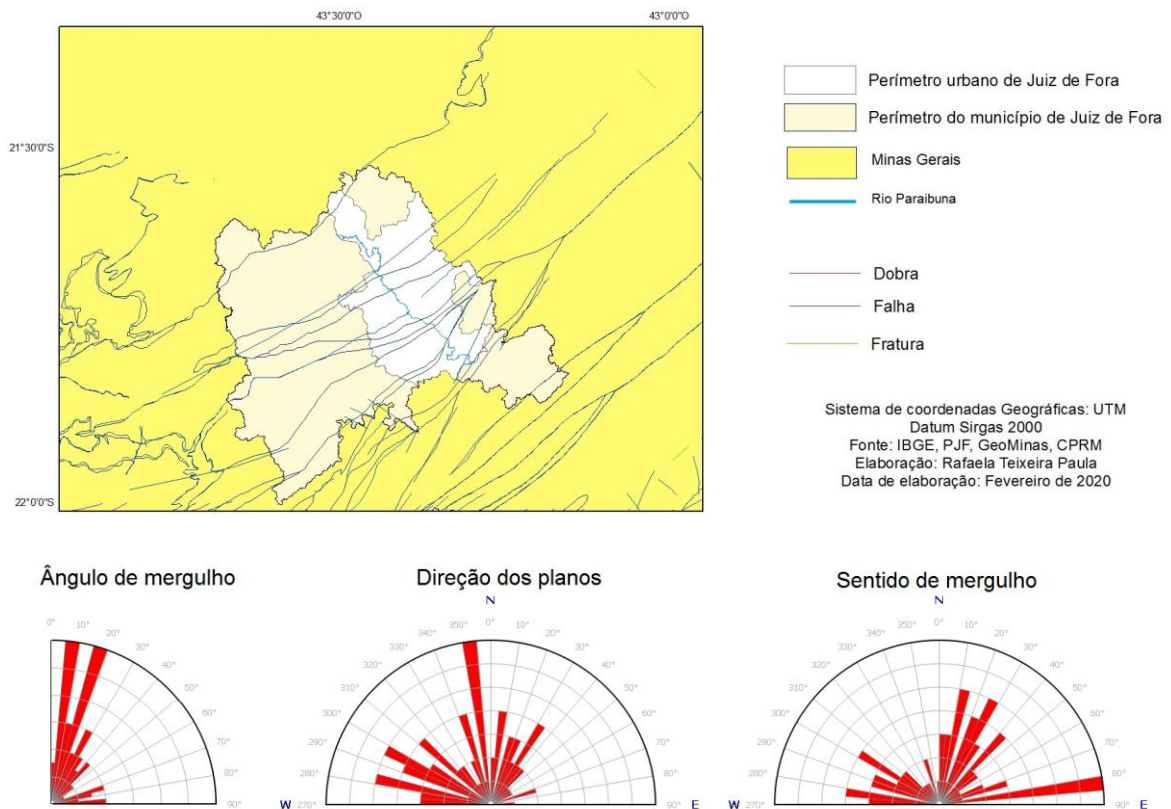 43°30'0"O
43°0'0"O
21°30'0"S
22°0'0"S
Perímetro urbano de Juiz de Fora
Perímetro do município de Juiz de Fora
Minas Gerais
Rio Paraibuna
Dobra
Falha
Fratura
Sistema de coordenadas Geográficas: UTM
Datum Sirgas 2000
Fonte: IBGE, PJF, GeoMinas, CPRM
Elaboração: Rafaela Teixeira Paula
Data de elaboração: Fevereiro de 2020
Ângulo de mergulho
0°
10°
20°
30°
40°
50°
60°
70°
80°
90°
Direção dos planos
N
270°
280°
290°
300°
310°
320°
330°
340°
350°
0°
10°
20°
30°
40°
50°
60°
70°
80°
90°
W
E
Sentido de mergulho
N
270°
280°
290°
300°
310°
320°
330°
340°
350°
0°
10°
20°
30°
40°
50°
60°
70°
80°
90°
W
E